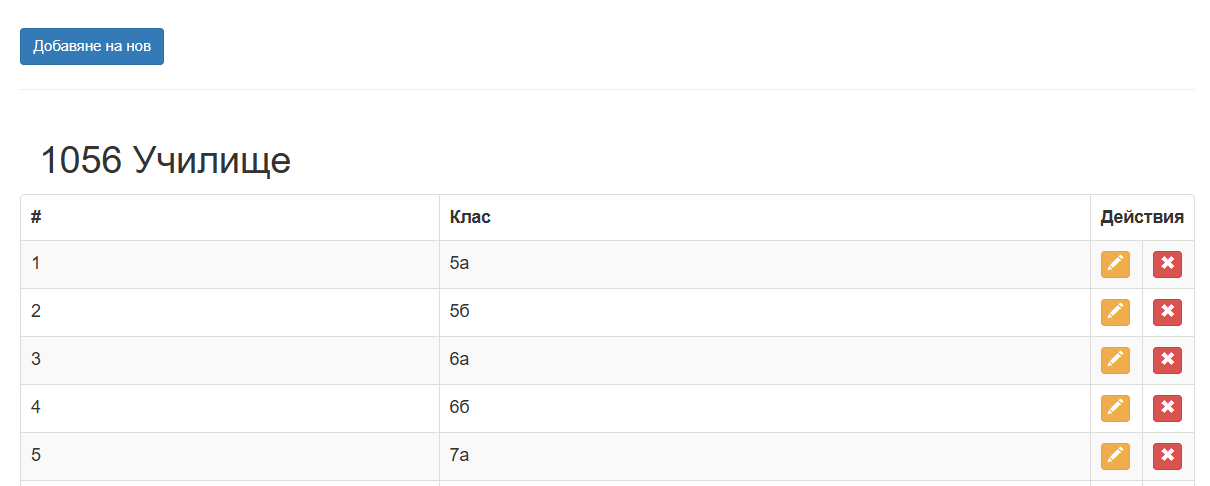 Добавяне на нов
1056 Училище
# Клас Действия
1 5а
2 5б
3 6а
4 6б
5 7а